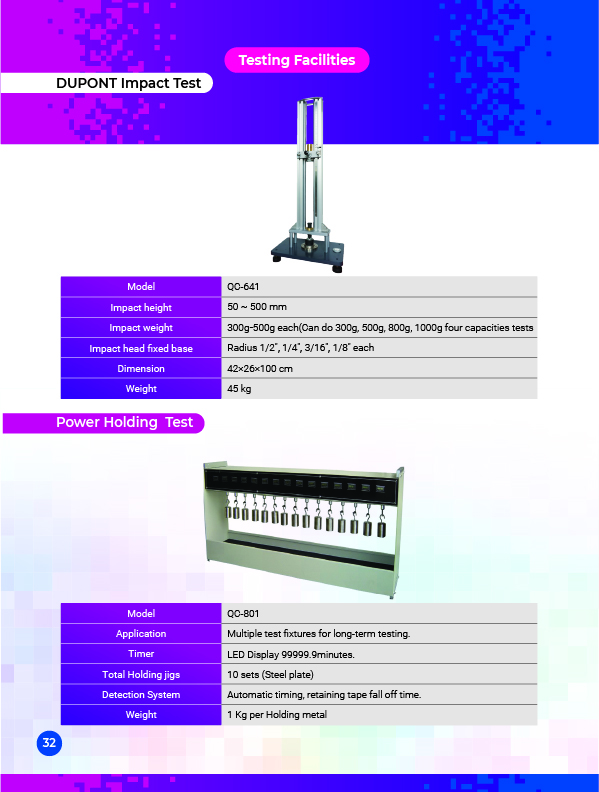 Testing Facilities
DUPONT Impact Test
Model QC-641
Impact height 50 ~ 500 mm
Impact weight 300g-500g each(Can do 300g, 500g, 800g, 1000g four capacities tests
Impact head fixed base Radius 1/2", 1/4", 3/16", 1/8" each
Dimension 42×26×100 cm
Weight 45 kg
Power Holding Test
Model QC-801
Application Multiple test fixtures for long-term testing.
Timer LED Display 99999.9minutes.
Total Holding jigs 10 sets (Steel plate)
Detection System Automatic timing, retaining tape fall off time.
Weight 1 Kg per Holding metal
32